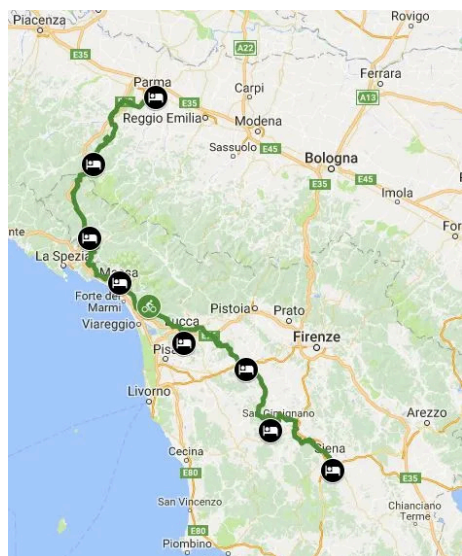 Piacenza
Rovigo
E35
A22
Parma
Carpi
Ferrara
E35
A13
Reggio Emilia
Modena
Sassuolo
E45
Bologna
E35
E45
Imola
La Spezia
Massa
Forte dei
Marmi
Viareggio
Lucca
Pistoia
Prato
Pisa
Firenze
Livorno
San Gimignano
Arezzo
Siena
Cecina
E80
E35
San Vincenzo
Chianciano
Terme
E80
Piombino